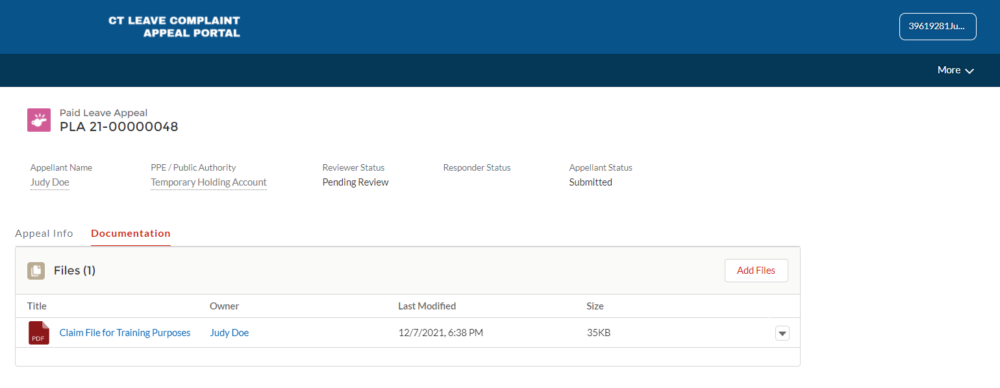 CT LEAVE COMPLAINT
APPEAL PORTAL
39619281Ju...
More
Paid Leave Appeal
PLA 21-00000048
Appellant Name PPE / Public Authority Reviewer Status Responder Status Appellant Status
Judy Doe Temporary Holding Account Pending Review Submitted
Appeal Info Documentation
Files (1) Add Files
Title Owner Last Modified Size
PDF Claim File for Training Purposes Judy Doe 12/7/2021, 6:38 PM 35KB